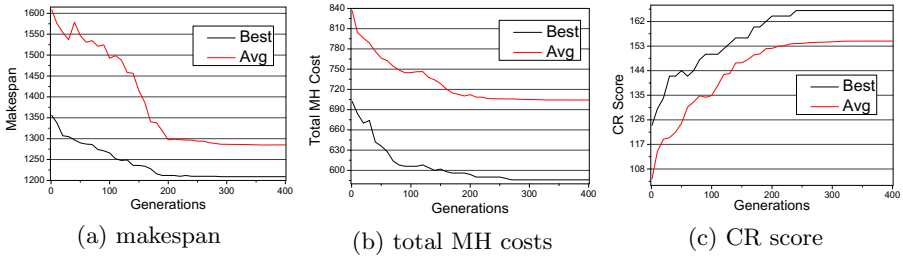 Makespan
1600
1550
1500
1450
1400
1350
1300
1250
1200
0 100 200 300 400
Generations
Best
Avg
(a) makespan
Total MH Cost
840
810
780
750
720
690
660
630
600
0 100 200 300 400
Generations
Best
Avg
(b) total MH costs
CR Score
162
153
144
135
126
117
108
0 100 200 300 400
Generations
Best
Avg
(c) CR score